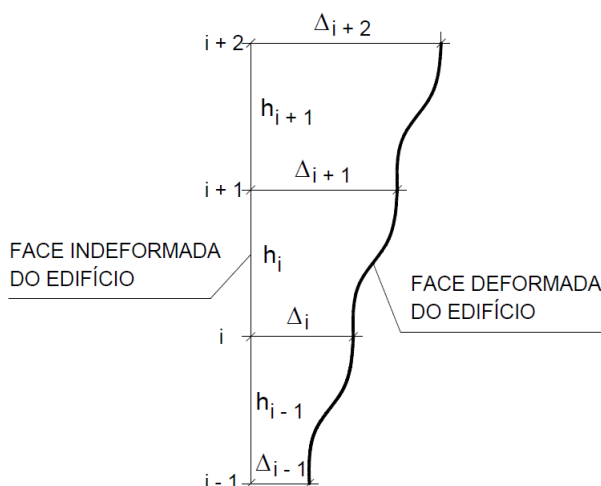 Δi + 2
i + 2
hi + 1
Δi + 1
i + 1
FACE INDEFORMADA
DO EDIFÍCIO
hi
FACE DEFORMADA
DO EDIFÍCIO
Δi
i
hi - 1
Δi - 1
i - 1